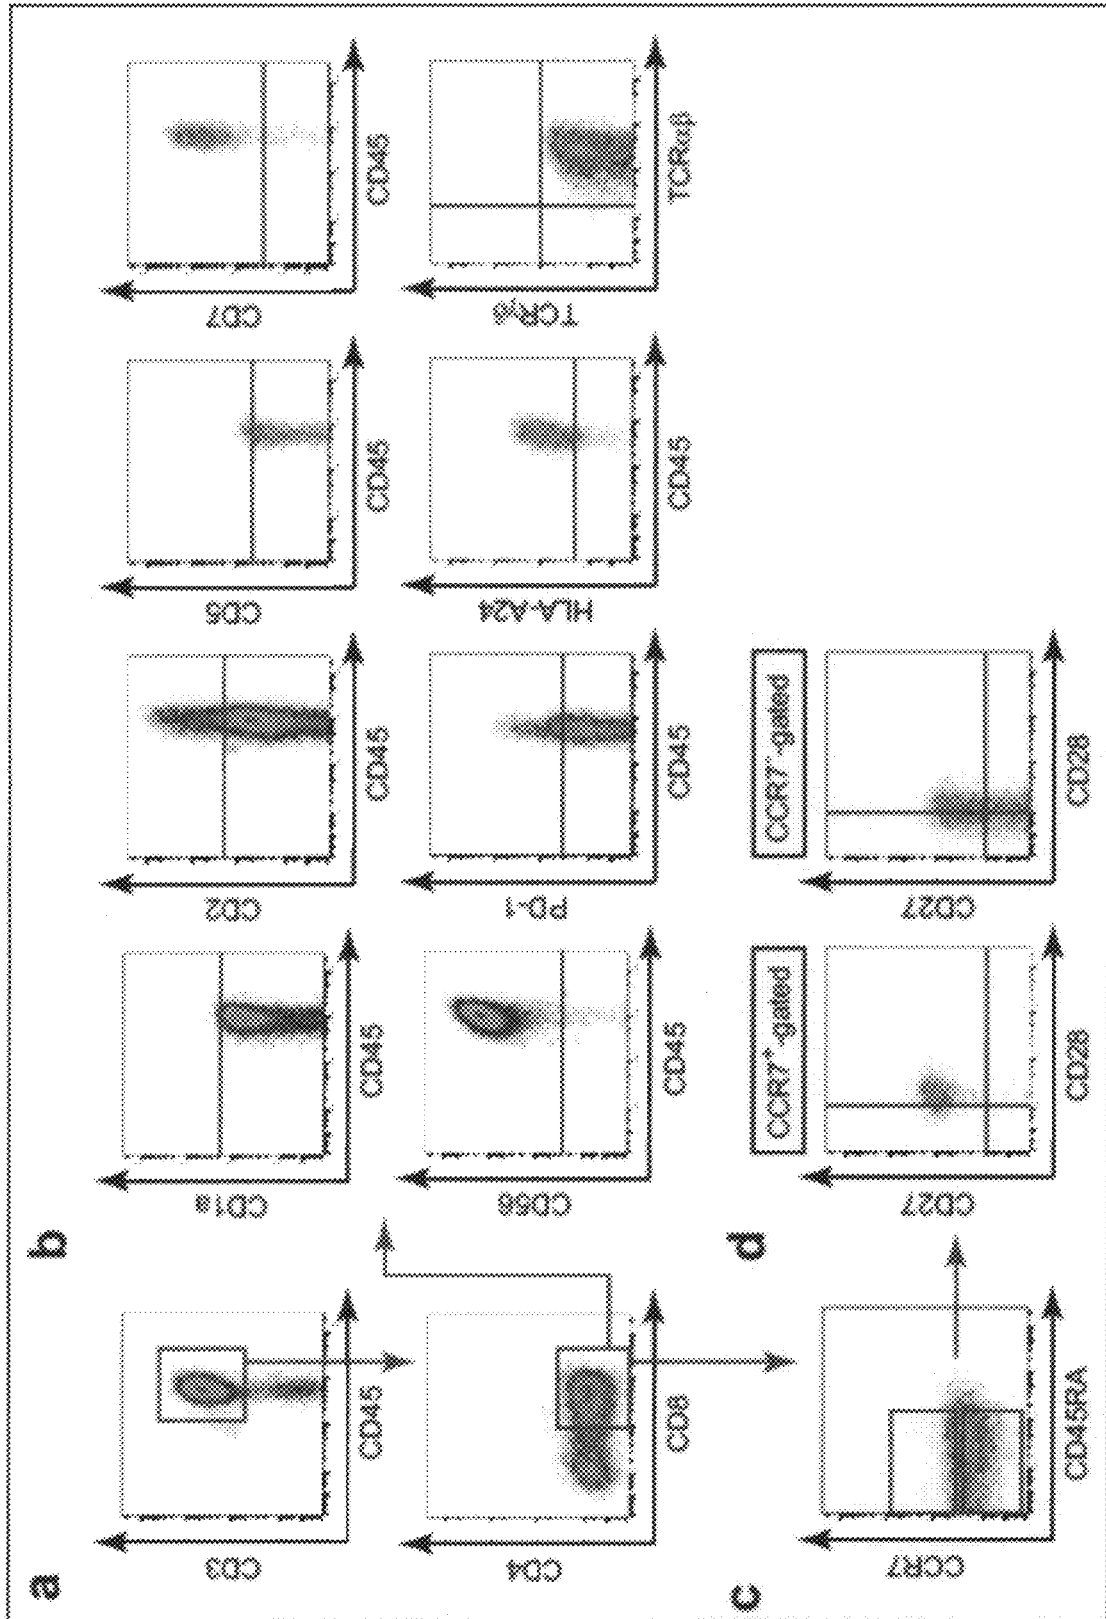 a
b
CD3
CD45
CD1a
CD45
CD2
CD45
CD5
CD45
CD7
CD45
CD4
CD8
CD56
CD45
PD-1
CD45
HLA-A24
CD45
TCRγδ
TCRαβ
c
CCR7
CD45RA
d
CCR7⁺-gated
CD27
CD28
CCR7⁻-gated
CD27
CD28